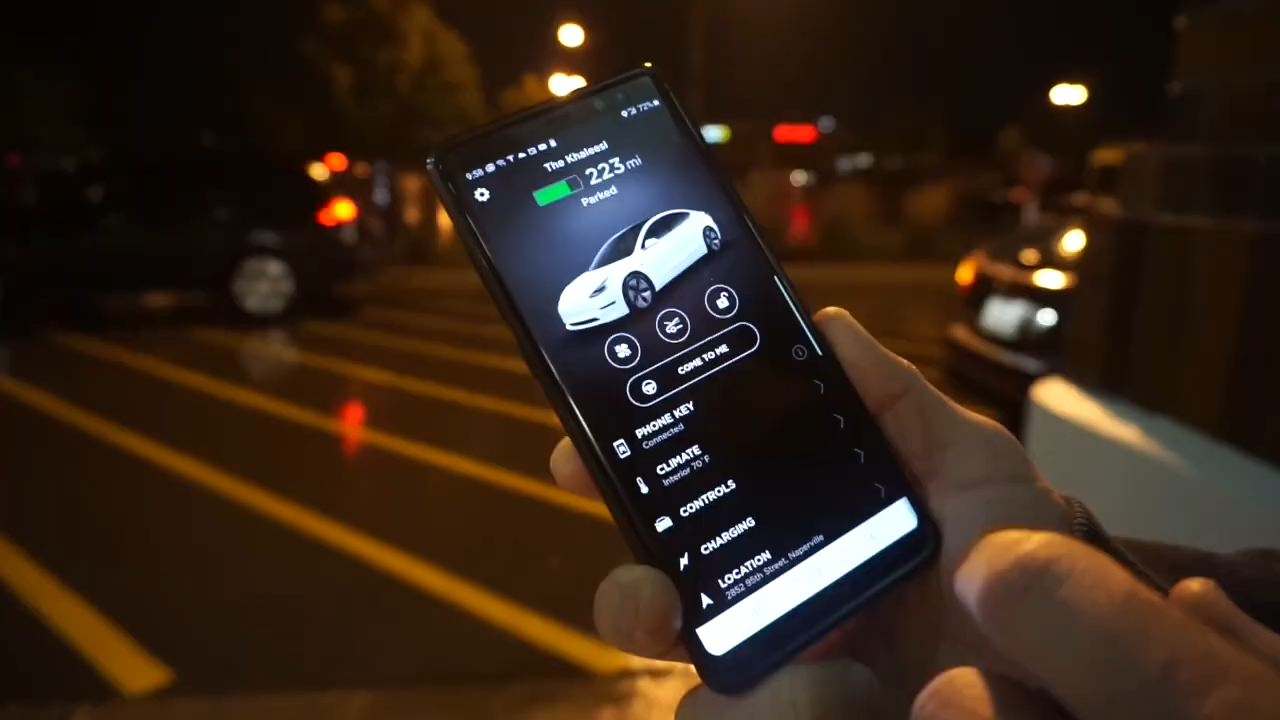 9:58
72%
The Khaleesi
223 mi
Parked
COME TO ME
PHONE KEY
Connected
CLIMATE
Interior 70°F
CONTROLS
CHARGING
LOCATION
2852 95th Street, Naperville